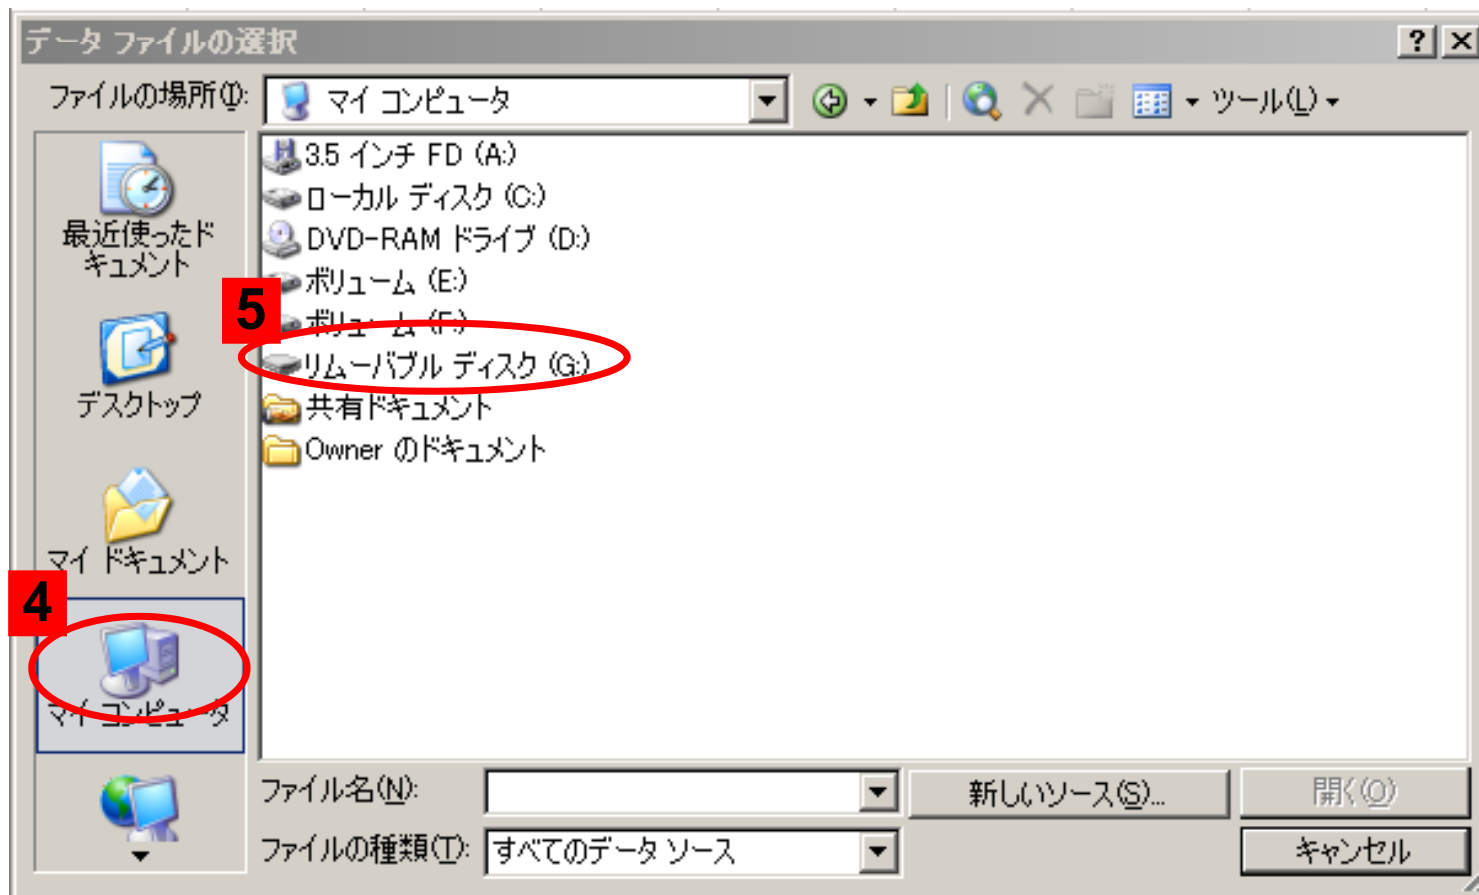 データ ファイルの選択
ファイルの場所(I):
マイ コンピュータ
ツール(L)
3.5 インチ FD (A:)
ローカル ディスク (C:)
DVD-RAM ドライブ (D:)
ボリューム (E:)
ボリューム (F:)
リムーバブル ディスク (G:)
共有ドキュメント
Owner のドキュメント
5
最近使ったド
キュメント
デスクトップ
マイ ドキュメント
4
マイ コンピュータ
ファイル名(N):
新しいソース(S)...
開く(O)
ファイルの種類(T):
すべてのデータ ソース
キャンセル